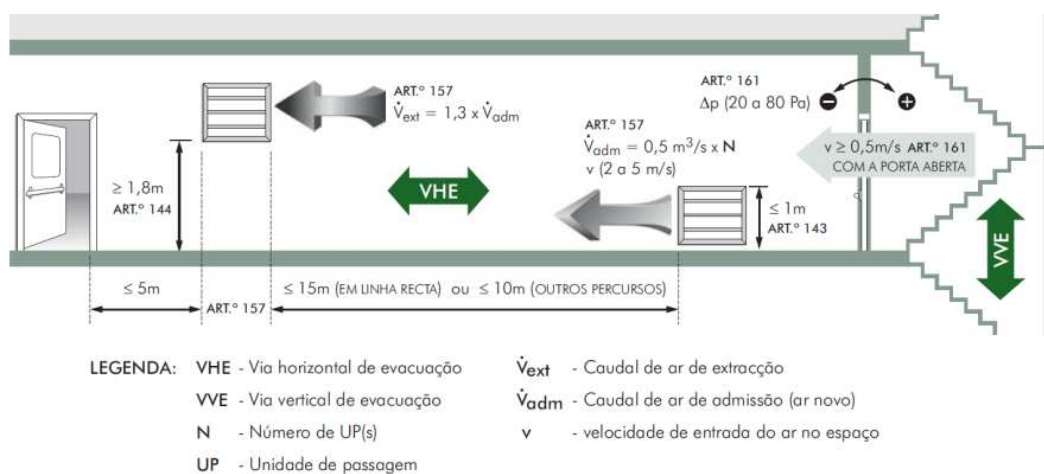 ART.º 157
V̇ext = 1,3 x V̇adm
ART.º 161
Δp (20 a 80 Pa)
− +
ART.º 157
V̇adm = 0,5 m³/s x N
v (2 a 5 m/s)
v ≥ 0,5m/s ART.º 161
COM A PORTA ABERTA
≥ 1,8m
ART.º 144
VHE
≤ 1m
ART.º 143
VVE
≤ 5m
ART.º 157
≤ 15m (EM LINHA RECTA) ou ≤ 10m (OUTROS PERCURSOS)
LEGENDA:
VHE - Via horizontal de evacuação
VVE - Via vertical de evacuação
N - Número de UP(s)
UP - Unidade de passagem
V̇ext - Caudal de ar de extracção
V̇adm - Caudal de ar de admissão (ar novo)
v - velocidade de entrada do ar no espaço